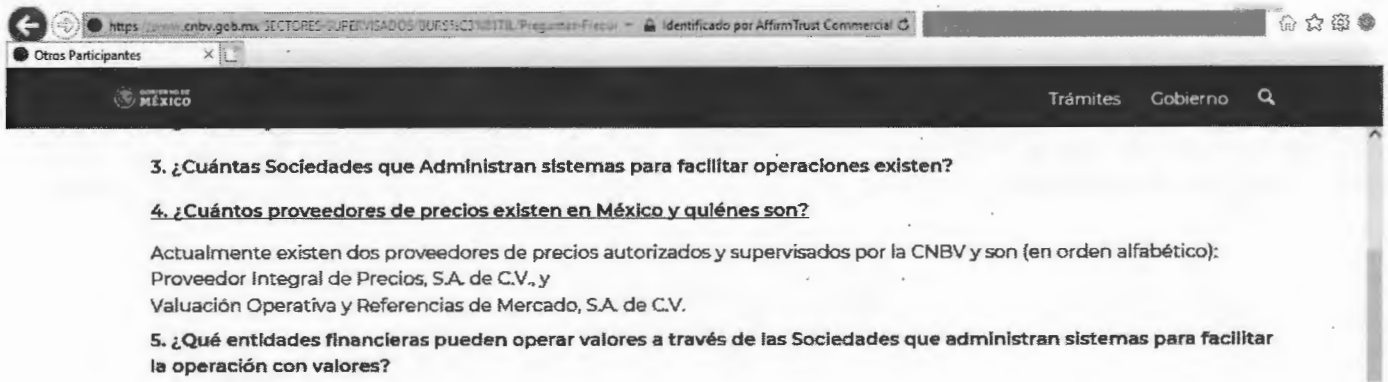 https://www.cnbv.gob.mx/SECTORES-SUPERVISADOS/BURS%C3%81TIL/Preguntas-Frecu
Identificado por AffirmTrust Commercial
Otros Participantes
GOBIERNO DE
MÉXICO
Trámites Gobierno
3. ¿Cuántas Sociedades que Administran sistemas para facilitar operaciones existen?
4. ¿Cuántos proveedores de precios existen en México y quiénes son?
Actualmente existen dos proveedores de precios autorizados y supervisados por la CNBV y son (en orden alfabético):
Proveedor Integral de Precios, S.A. de C.V., y
Valuación Operativa y Referencias de Mercado, S.A. de C.V.
5. ¿Qué entidades financieras pueden operar valores a través de las Sociedades que administran sistemas para facilitar
la operación con valores?